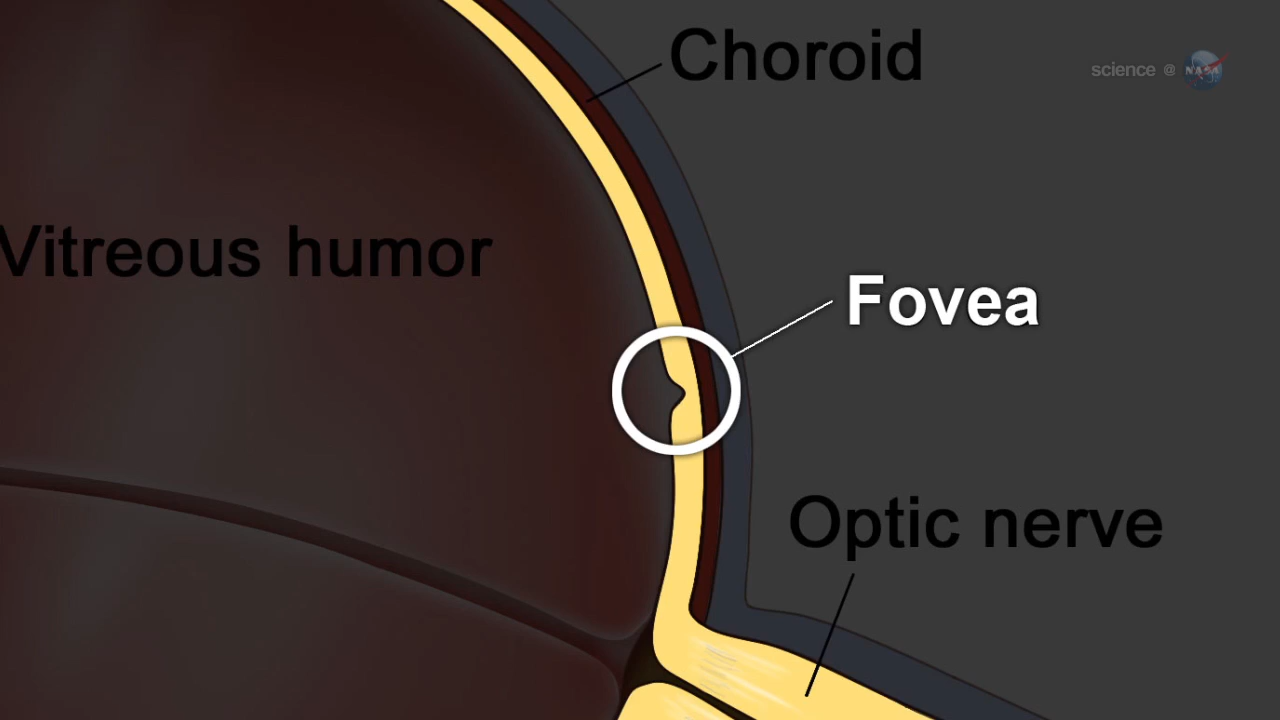 Choroid
science @ NASA
Vitreous humor
Fovea
Optic nerve